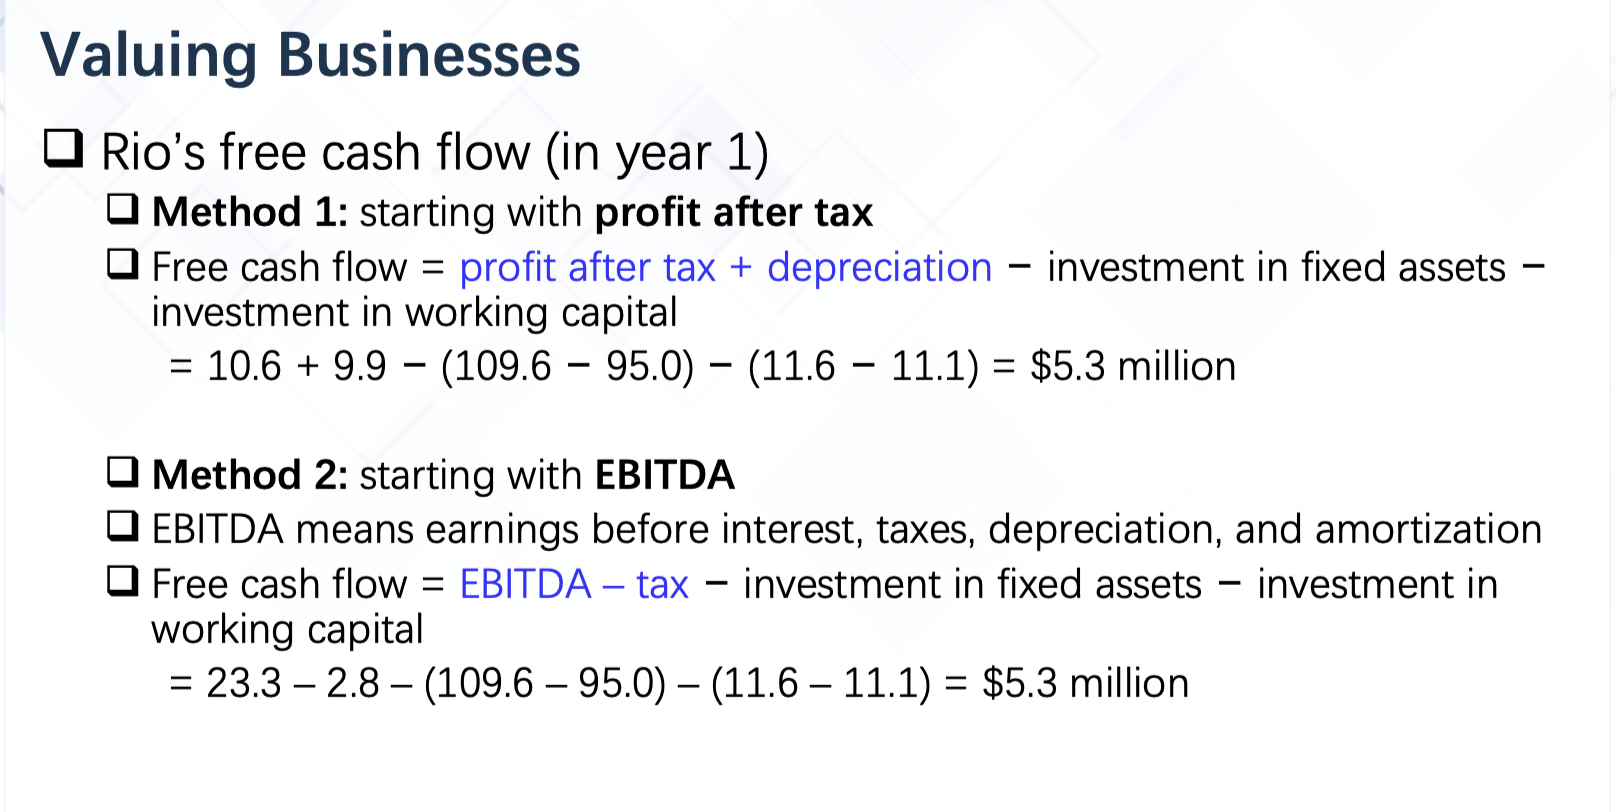 Valuing Businesses
❑ Rio’s free cash flow (in year 1)
❑ Method 1: starting with profit after tax
❑ Free cash flow = profit after tax + depreciation − investment in fixed assets −
investment in working capital
= 10.6 + 9.9 − (109.6 − 95.0) − (11.6 − 11.1) = $5.3 million
❑ Method 2: starting with EBITDA
❑ EBITDA means earnings before interest, taxes, depreciation, and amortization
❑ Free cash flow = EBITDA – tax − investment in fixed assets − investment in
working capital
= 23.3 – 2.8 – (109.6 – 95.0) – (11.6 – 11.1) = $5.3 million